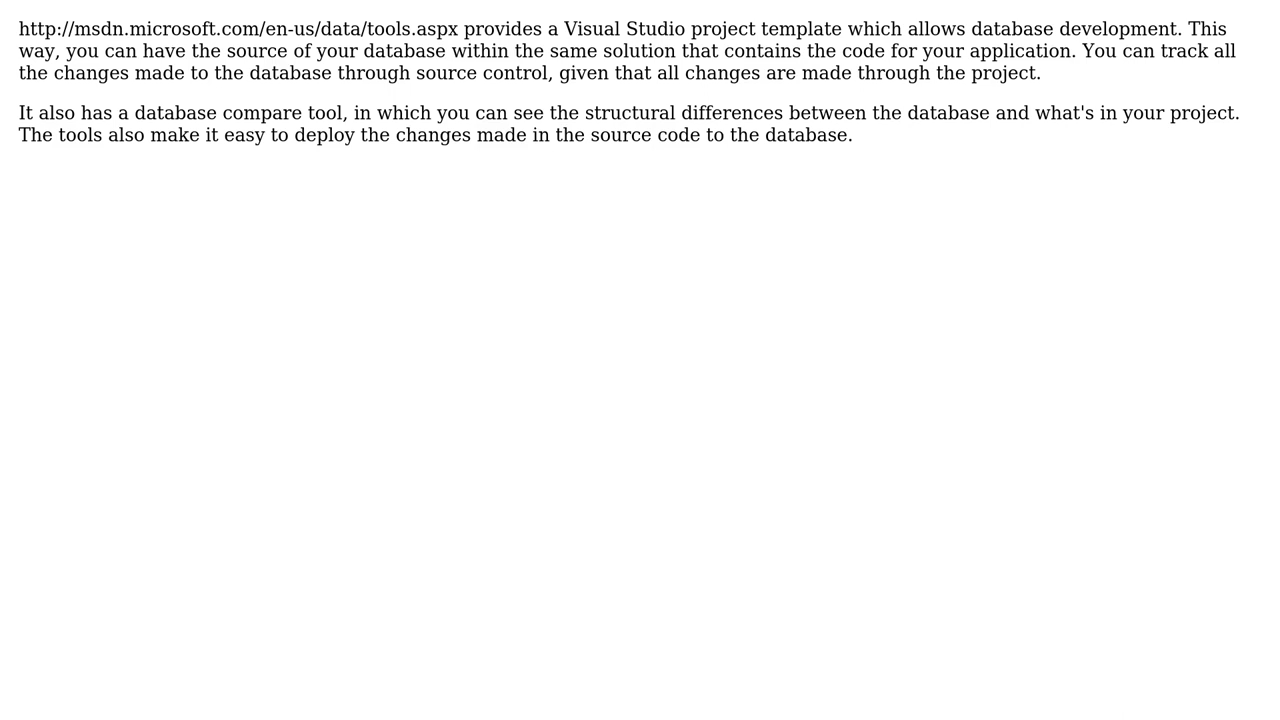 http://msdn.microsoft.com/en-us/data/tools.aspx provides a Visual Studio project template which allows database development. This
way, you can have the source of your database within the same solution that contains the code for your application. You can track all
the changes made to the database through source control, given that all changes are made through the project.
It also has a database compare tool, in which you can see the structural differences between the database and what's in your project.
The tools also make it easy to deploy the changes made in the source code to the database.